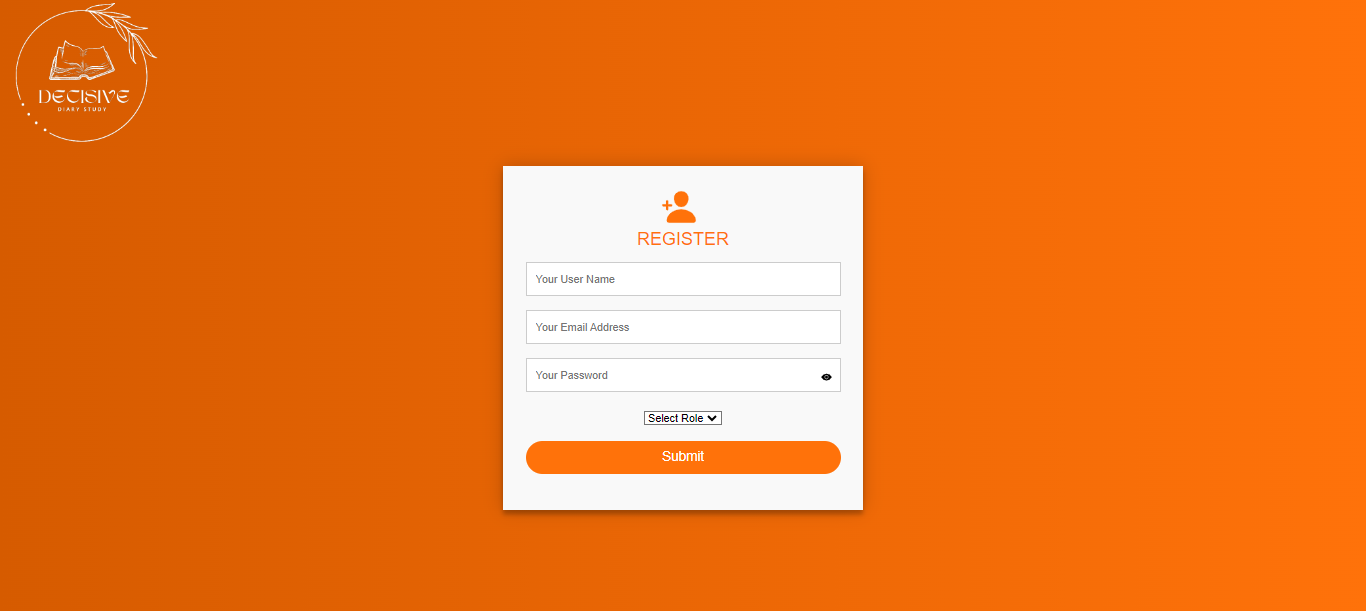 DECISIVE
DIARY STUDY
REGISTER
Your User Name
Your Email Address
Your Password
Select Role
Submit